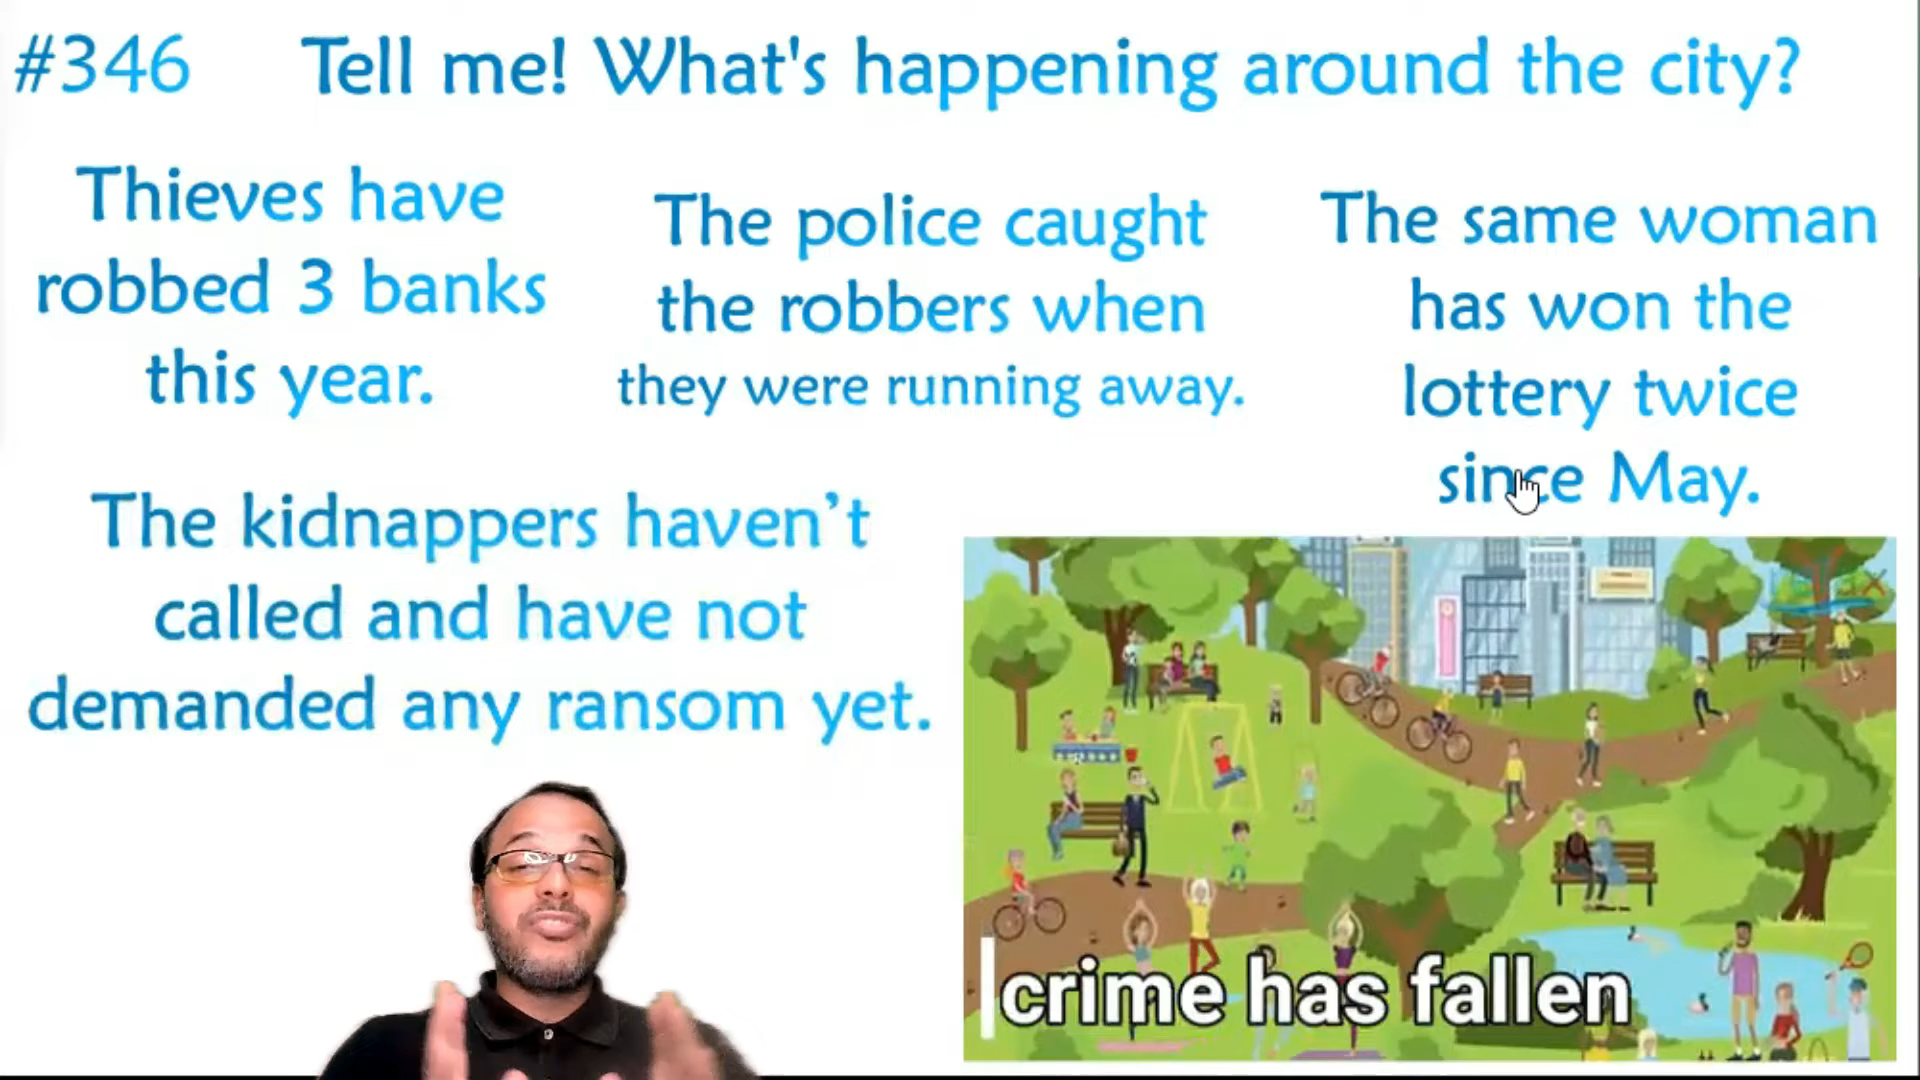 #346 Tell me! What's happening around the city?
Thieves have
robbed 3 banks
this year.
The police caught
the robbers when
they were running away.
The same woman
has won the
lottery twice
since May.
The kidnappers haven’t
called and have not
demanded any ransom yet.
crime has fallen